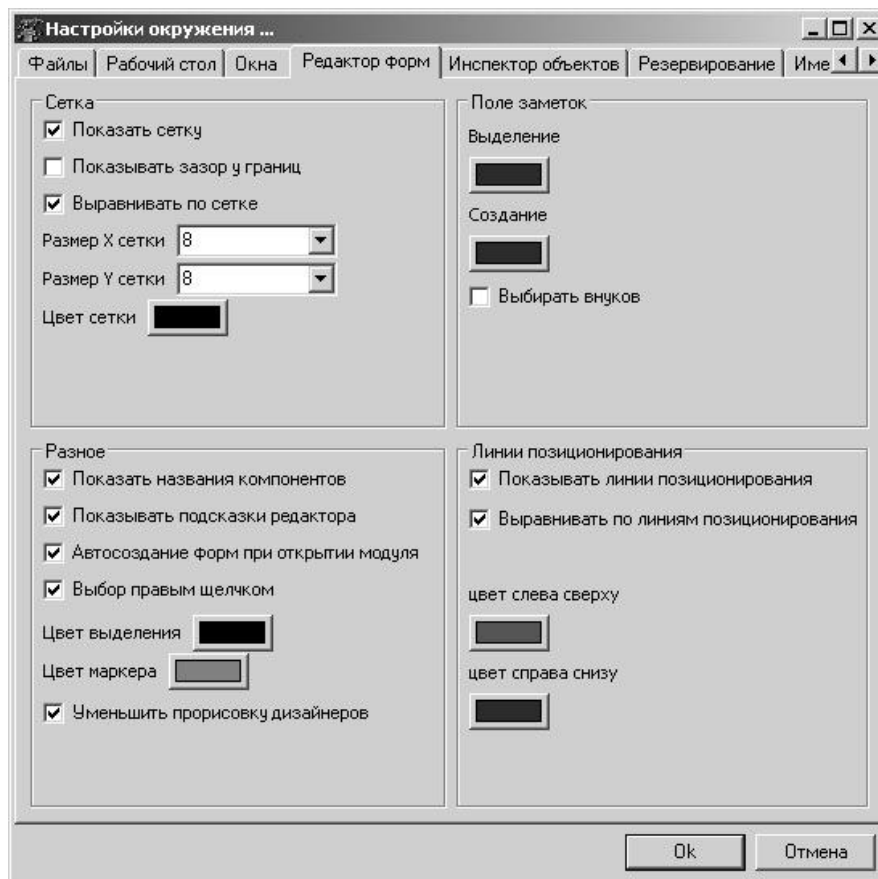 Настройки окружения ...
Файлы Рабочий стол Окна Редактор форм Инспектор объектов Резервирование Име
Сетка
Показать сетку
Показывать зазор у границ
Выравнивать по сетке
Размер X сетки 8
Размер Y сетки 8
Цвет сетки
Поле заметок
Выделение
Создание
Выбирать внуков
Разное
Показать названия компонентов
Показывать подсказки редактора
Автосоздание форм при открытии модуля
Выбор правым щелчком
Цвет выделения
Цвет маркера
Уменьшить прорисовку дизайнеров
Линии позиционирования
Показывать линии позиционирования
Выравнивать по линиям позиционирования
цвет слева сверху
цвет справа снизу
Ok Отмена